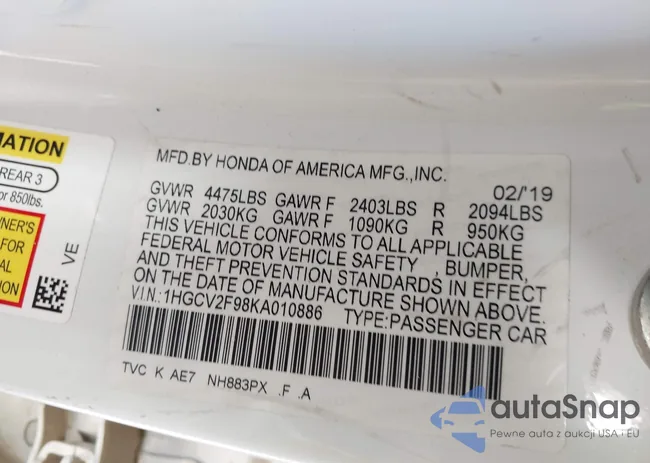 MATION
REAR 3
or 850lbs.
WNER'S
FOR
AL
ION
VE
MFD.BY HONDA OF AMERICA MFG.,INC.
02/'19
GVWR 4475LBS GAWR F 2403LBS R 2094LBS
GVWR 2030KG GAWR F 1090KG R 950KG
THIS VEHICLE CONFORMS TO ALL APPLICABLE
FEDERAL MOTOR VEHICLE SAFETY , BUMPER,
AND THEFT PREVENTION STANDARDS IN EFFECT
ON THE DATE OF MANUFACTURE SHOWN ABOVE.
V.I.N.:1HGCV2F98KA010886 TYPE:PASSENGER CAR
TVC K AE7 NH883PX .F .A
autaSnap
Pewne auta z aukcji USA i EU